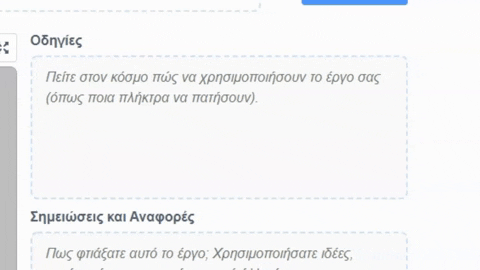 Οδηγίες
Πείτε στον κόσμο πώς να χρησιμοποιήσουν το έργο σας
(όπως ποια πλήκτρα να πατήσουν).
Σημειώσεις και Αναφορές
Πως φτιάξατε αυτό το έργο; Χρησιμοποιήσατε ιδέες,